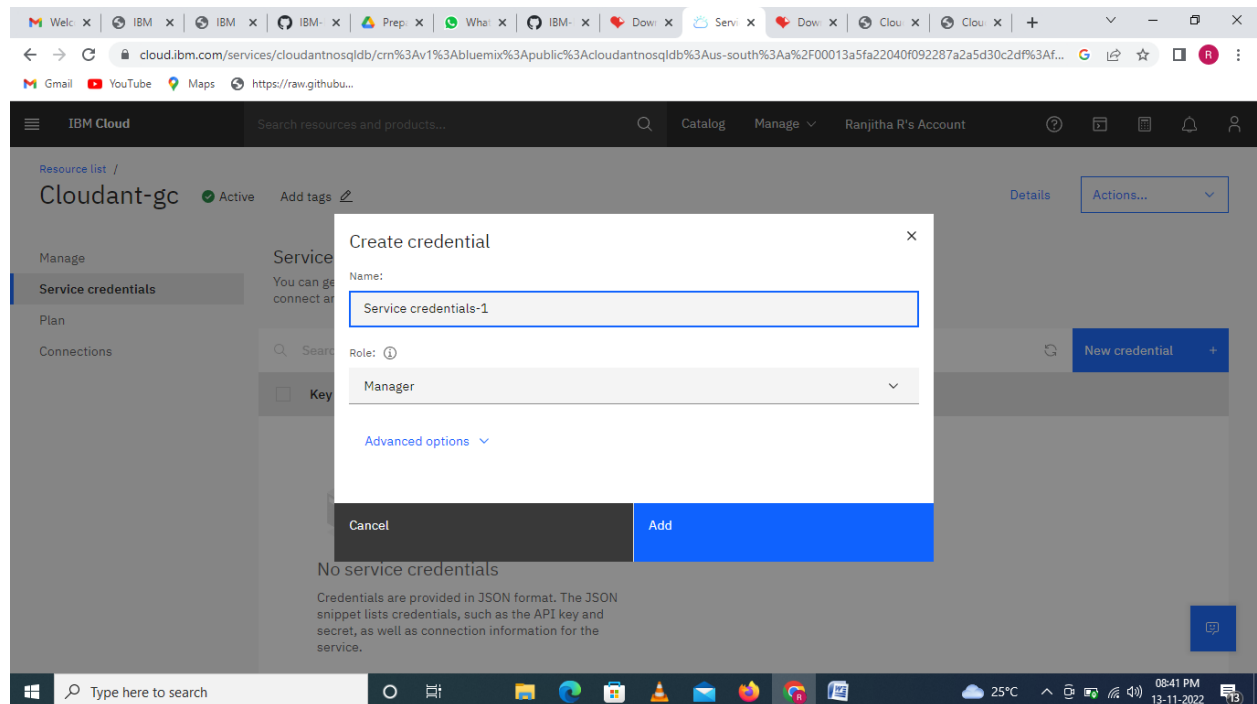 Welc
IBM
IBM
IBM-
Prep
What
IBM-
Down
Servi
Down
Clou
Clou
cloud.ibm.com/services/cloudantnosqldb/crn%3Av1%3Abluemix%3Apublic%3Acloudantnosqldb%3Aus-south%3Aa%2F00013a5fa22040f092287a2a5d30c2df%3Af...
Gmail YouTube Maps https://raw.githubu...
IBM Cloud Search resources and products... Catalog Manage Ranjitha R's Account
Resource list /
Cloudant-gc Active Add tags Details Actions...
Create credential
Manage Service
Name:
Service credentials You can ge
connect an
Service credentials-1
Plan
Connections Searc Role: New credential +
Manager
Key
Advanced options
Cancel Add
No service credentials
Credentials are provided in JSON format. The JSON
snippet lists credentials, such as the API key and
secret, as well as connection information for the
service.
Type here to search 25°C 08:41 PM
13-11-2022
13